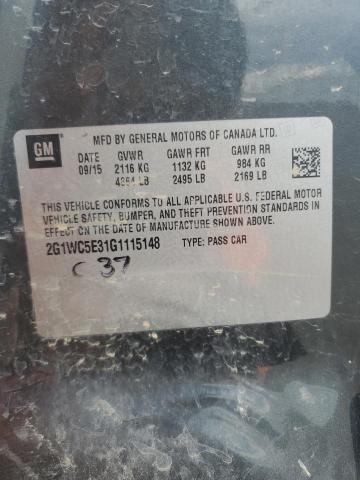 GM
MFD BY GENERAL MOTORS OF CANADA LTD.
DATE GVWR GAWR FRT GAWR RR
09/15 2116 KG 1132 KG 984 KG
4664 LB 2495 LB 2169 LB
THIS VEHICLE CONFORMS TO ALL APPLICABLE U.S. FEDERAL MOTOR
VEHICLE SAFETY, BUMPER, AND THEFT PREVENTION STANDARDS IN
EFFECT ON THE DATE OF MANUFACTURE SHOWN ABOVE.
2G1WC5E31G1115148 TYPE: PASS CAR
C 37